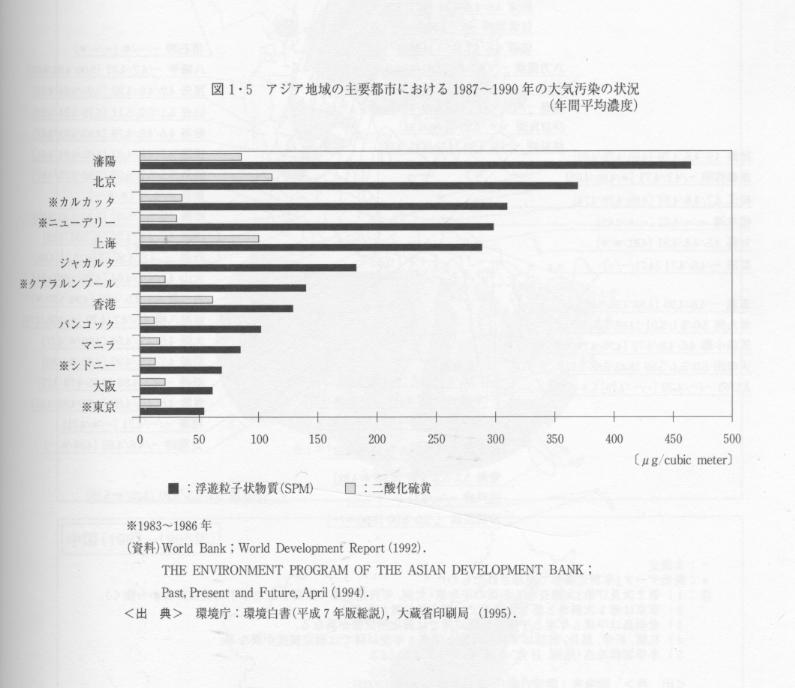 図1・5 アジア地域の主要都市における1987~1990年の大気汚染の状況
(年間平均濃度)
瀋陽
北京
※カルカッタ
※ニューデリー
上海
ジャカルタ
※クアラルンプール
香港
バンコック
マニラ
※シドニー
大阪
※東京
0 50 100 150 200 250 300 350 400 450 500
〔μg/cubic meter〕
■:浮遊粒子状物質(SPM) □:二酸化硫黄
※1983~1986年
(資料)World Bank;World Development Report(1992).
THE ENVIRONMENT PROGRAM OF THE ASIAN DEVELOPMENT BANK;
Past, Present and Future, April(1994).
<出 典> 環境庁:環境白書(平成7年版総説),大蔵省印刷局 (1995).